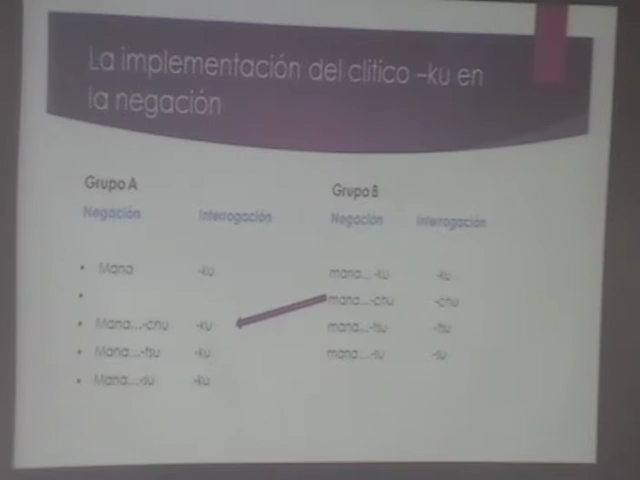 La implementación del clitico –ku en
la negación
Grupo A
Negación Interrogación
• Mana -ku
•
• Mana...-chu -ku
• Mana...-tsu -ku
• Mana...-su -ku
Grupo B
Negación Interrogación
mana... -ku -ku
mana...-chu -chu
mana...-tsu -tsu
mana...-su -su